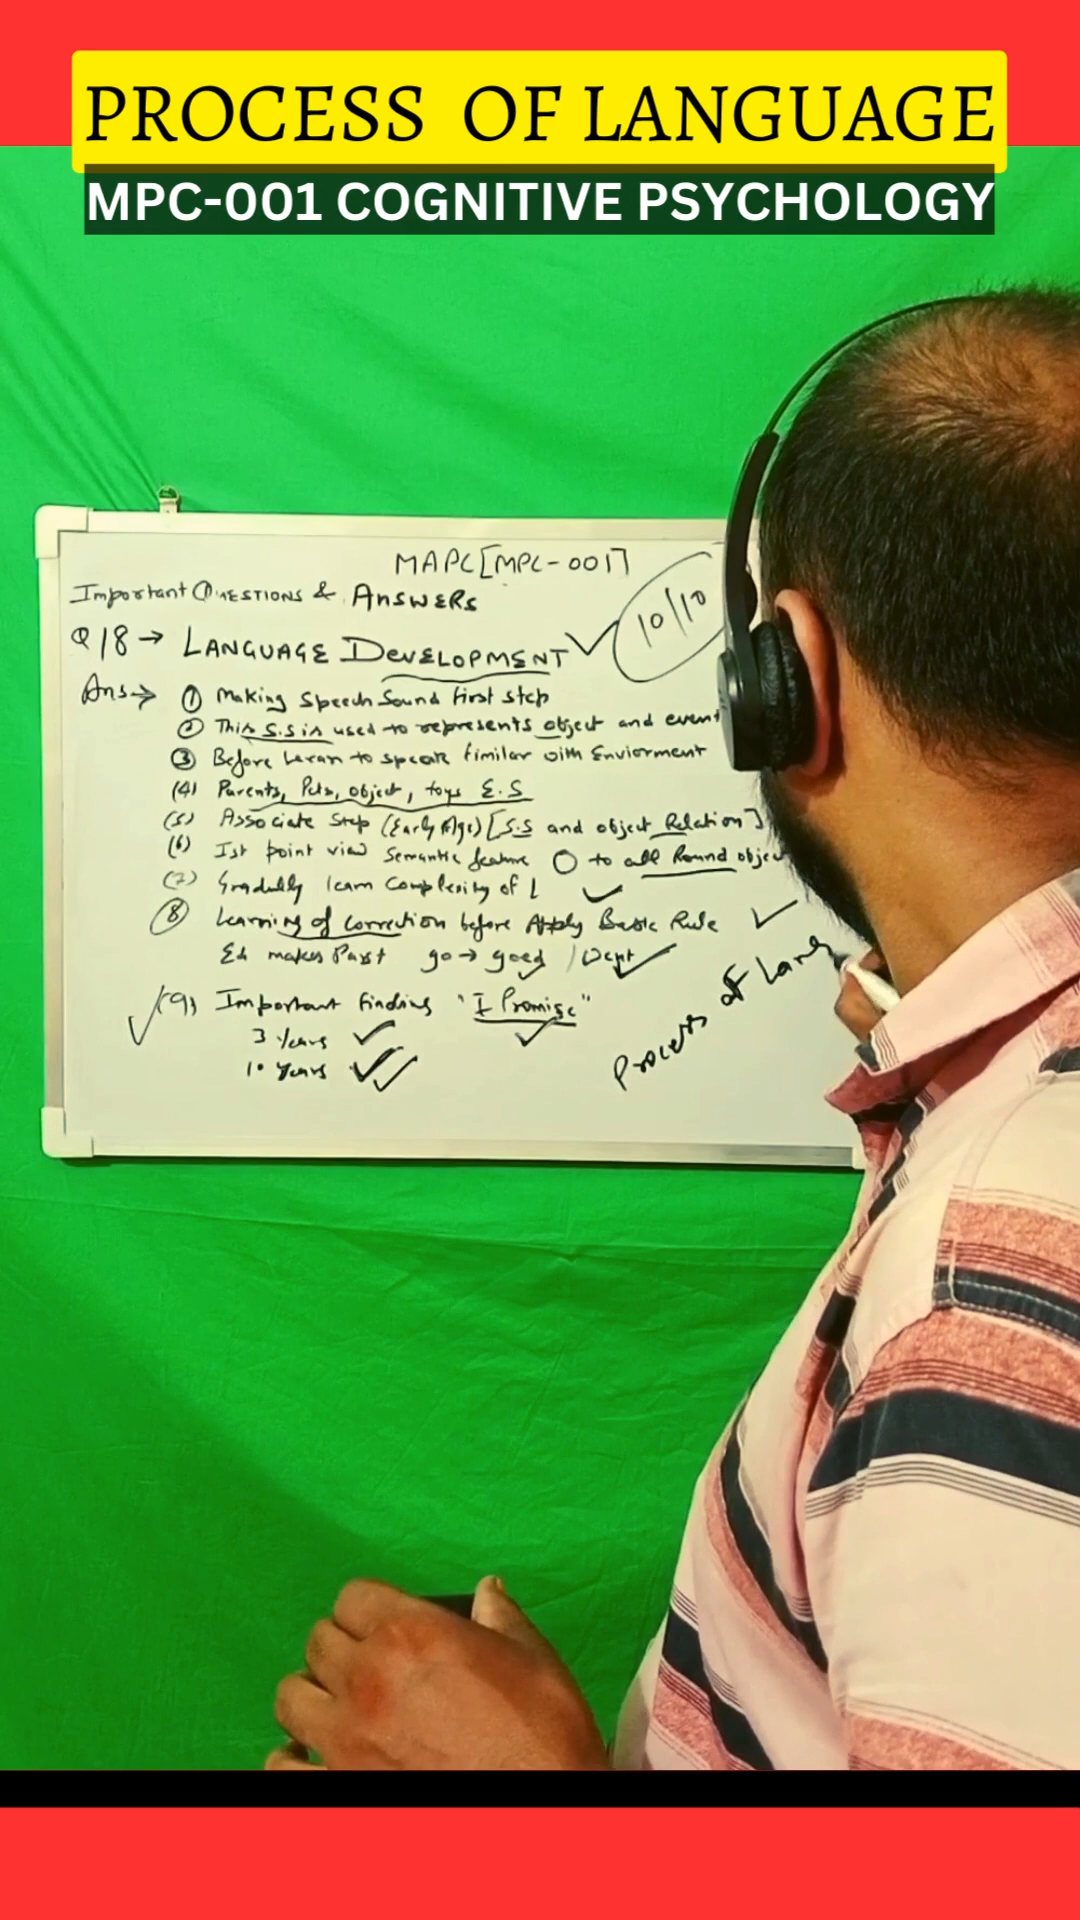 PROCESS OF LANGUAGE
MPC-001 COGNITIVE PSYCHOLOGY
MAPC[MPC-001]
Important QUESTIONS & ANSWERS
Q 18 → LANGUAGE DEVELOPMENT
10/10
Ans → (1) Making Speech Sound first step
(2) This S.S is used to represents object and event
(3) Before Leran to speak fimilar with Enviorment
(4) Parents, Pets, object, toys E.S
(5) Associate Step (Early Age) [S.S and object Relation]
(6) Ist point view Semantic feature O to all Round objec
(7) Gradually learn Complexity of L
(8) Learning of correction before Apply Basic Rule
Ed makes Past go → goed / Went
(9) Important finding "I Promise"
3 Years
10 Years
Process of Lang